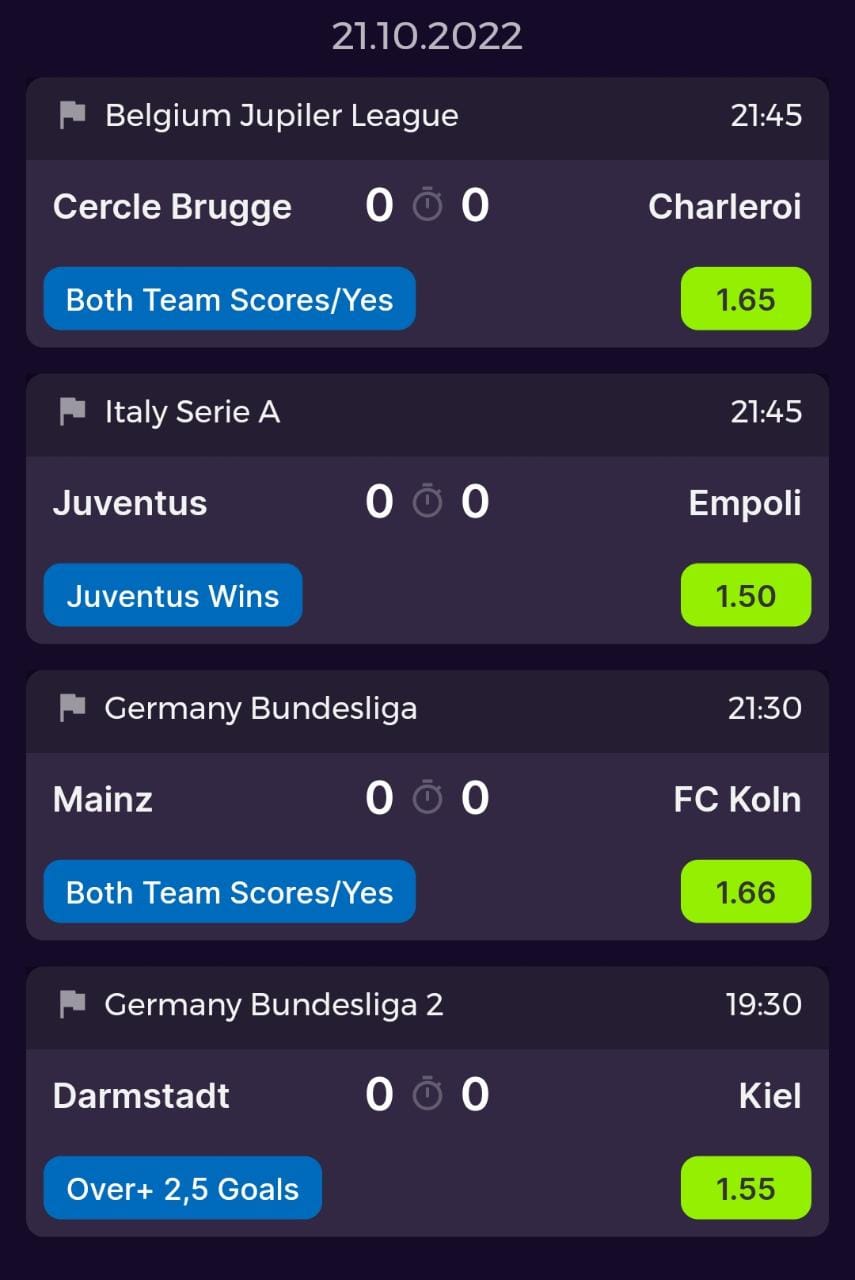 21.10.2022
Belgium Jupiler League 21:45
Cercle Brugge 0 0 Charleroi
Both Team Scores/Yes 1.65
Italy Serie A 21:45
Juventus 0 0 Empoli
Juventus Wins 1.50
Germany Bundesliga 21:30
Mainz 0 0 FC Koln
Both Team Scores/Yes 1.66
Germany Bundesliga 2 19:30
Darmstadt 0 0 Kiel
Over+ 2,5 Goals 1.55